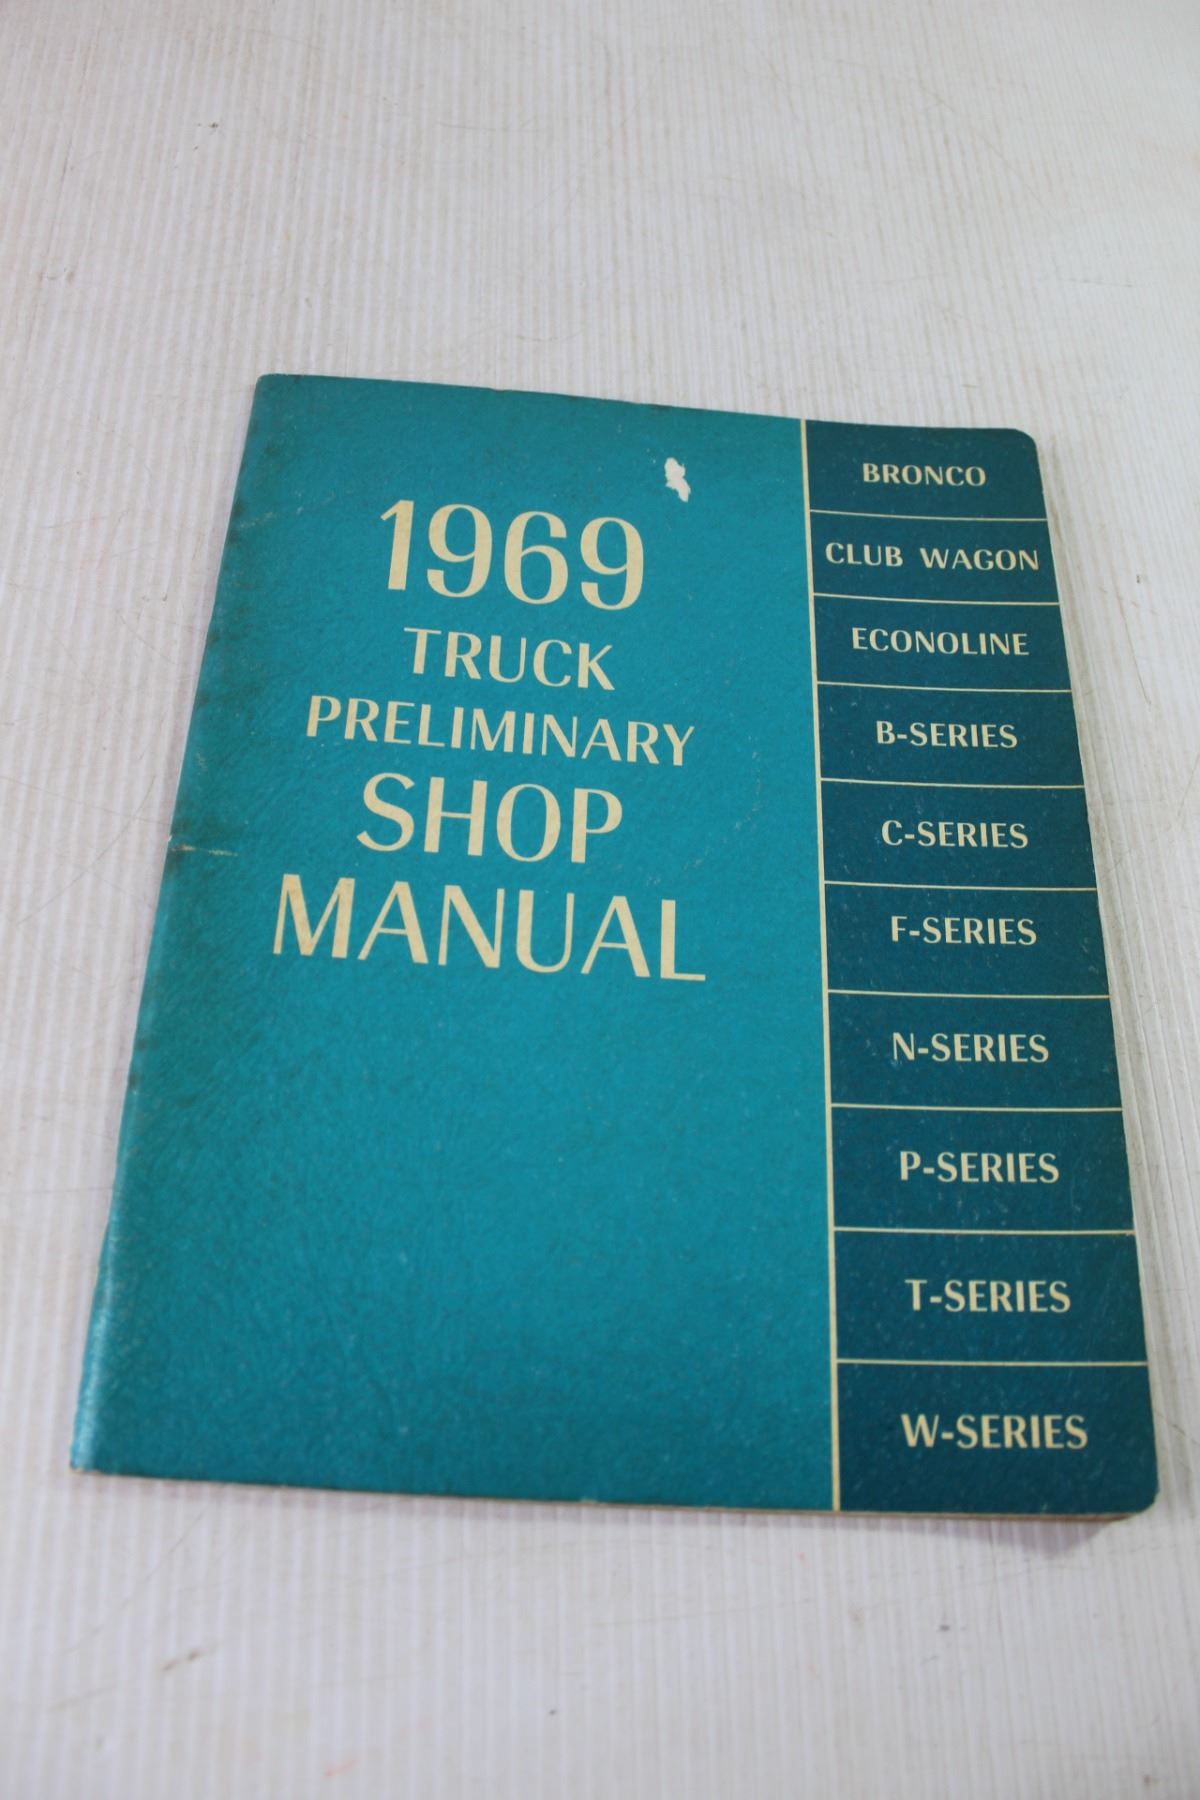 1969
TRUCK
PRELIMINARY
SHOP
MANUAL
BRONCO
CLUB WAGON
ECONOLINE
B-SERIES
C-SERIES
F-SERIES
N-SERIES
P-SERIES
T-SERIES
W-SERIES